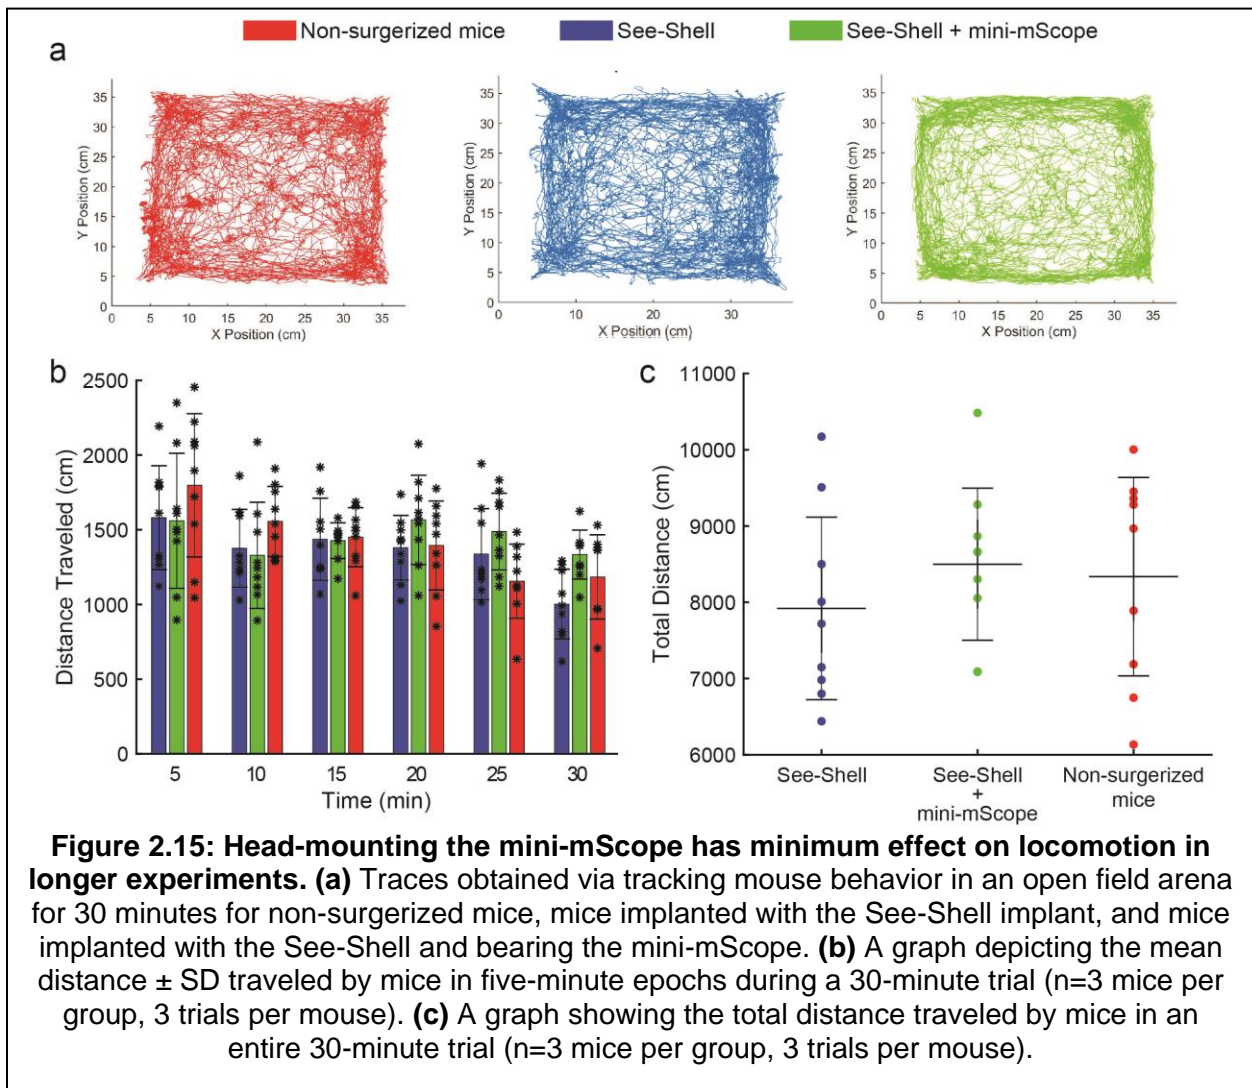 Non-surgerized mice See-Shell See-Shell + mini-mScope
a
35
30
25
20
15
10
5
0
Y Position (cm)
0 5 10 15 20 25 30 35
X Position (cm)
35
30
25
20
15
10
5
0
Y Position (cm)
10 20 30
X Position (cm)
35
30
25
20
15
10
5
0
Y Position (cm)
0 5 10 15 20 25 30 35
X Position (cm)
b
2500
2000
1500
1000
500
0
Distance Traveled (cm)
5 10 15 20 25 30
Time (min)
c
11000
10000
9000
8000
7000
6000
Total Distance (cm)
See-Shell
See-Shell
+
mini-mScope
Non-surgerized
mice
Figure 2.15: Head-mounting the mini-mScope has minimum effect on locomotion in
longer experiments. (a) Traces obtained via tracking mouse behavior in an open field arena
for 30 minutes for non-surgerized mice, mice implanted with the See-Shell implant, and mice
implanted with the See-Shell and bearing the mini-mScope. (b) A graph depicting the mean
distance ± SD traveled by mice in five-minute epochs during a 30-minute trial (n=3 mice per
group, 3 trials per mouse). (c) A graph showing the total distance traveled by mice in an
entire 30-minute trial (n=3 mice per group, 3 trials per mouse).